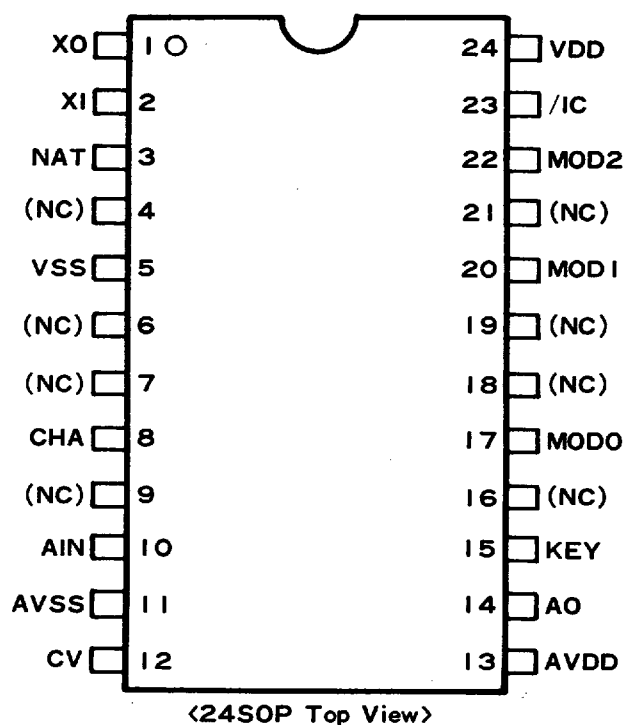 XO 1 24 VDD
XI 2 23 /IC
NAT 3 22 MOD2
(NC) 4 21 (NC)
VSS 5 20 MOD1
(NC) 6 19 (NC)
(NC) 7 18 (NC)
CHA 8 17 MOD0
(NC) 9 16 (NC)
AIN 10 15 KEY
AVSS 11 14 AO
CV 12 13 AVDD
<24SOP Top View>